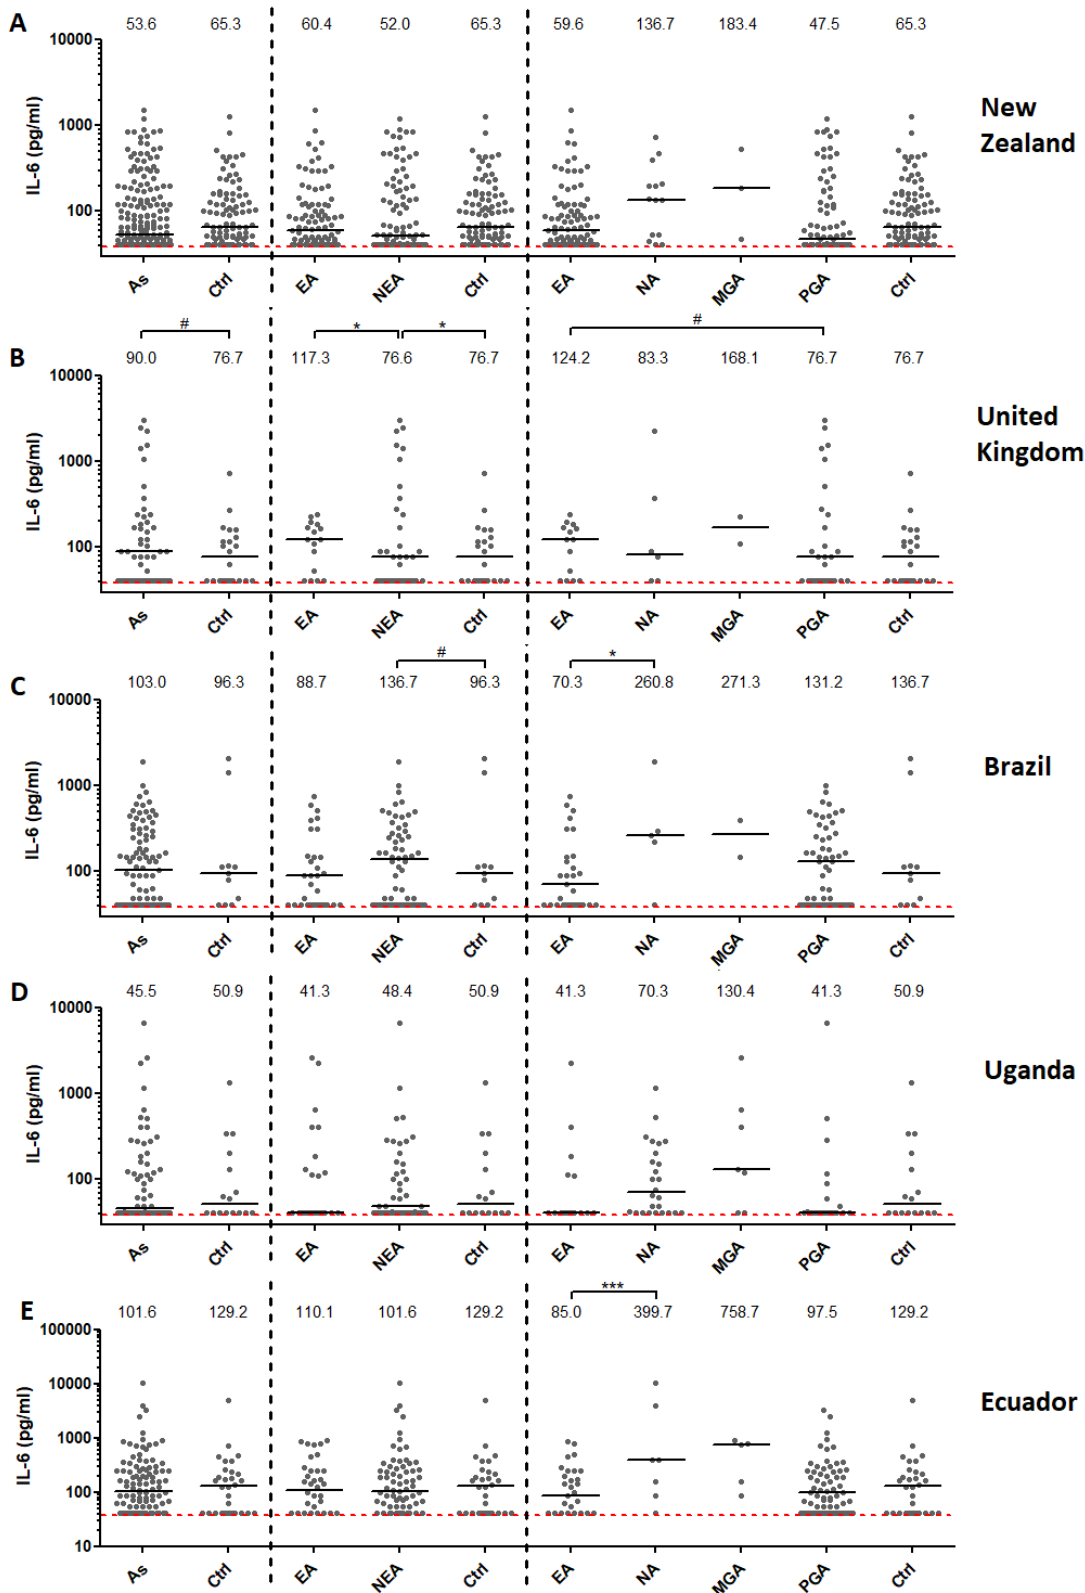 A
53.6 65.3 60.4 52.0 65.3 59.6 136.7 183.4 47.5 65.3
10000
1000
100
IL-6 (pg/ml)
New
Zealand
As Ctrl EA NEA Ctrl EA NA MGA PGA Ctrl
# * * #
B
90.0 76.7 117.3 76.6 76.7 124.2 83.3 168.1 76.7 76.7
10000
1000
100
IL-6 (pg/ml)
United
Kingdom
As Ctrl EA NEA Ctrl EA NA MGA PGA Ctrl
# *
C
103.0 96.3 88.7 136.7 96.3 70.3 260.8 271.3 131.2 136.7
10000
1000
100
IL-6 (pg/ml)
Brazil
As Ctrl EA NEA Ctrl EA NA MGA PGA Ctrl
D
45.5 50.9 41.3 48.4 50.9 41.3 70.3 130.4 41.3 50.9
10000
1000
100
IL-6 (pg/ml)
Uganda
As Ctrl EA NEA Ctrl EA NA MGA PGA Ctrl
***
E
101.6 129.2 110.1 101.6 129.2 85.0 399.7 758.7 97.5 129.2
100000
10000
1000
100
10
IL-6 (pg/ml)
Ecuador
As Ctrl EA NEA Ctrl EA NA MGA PGA Ctrl